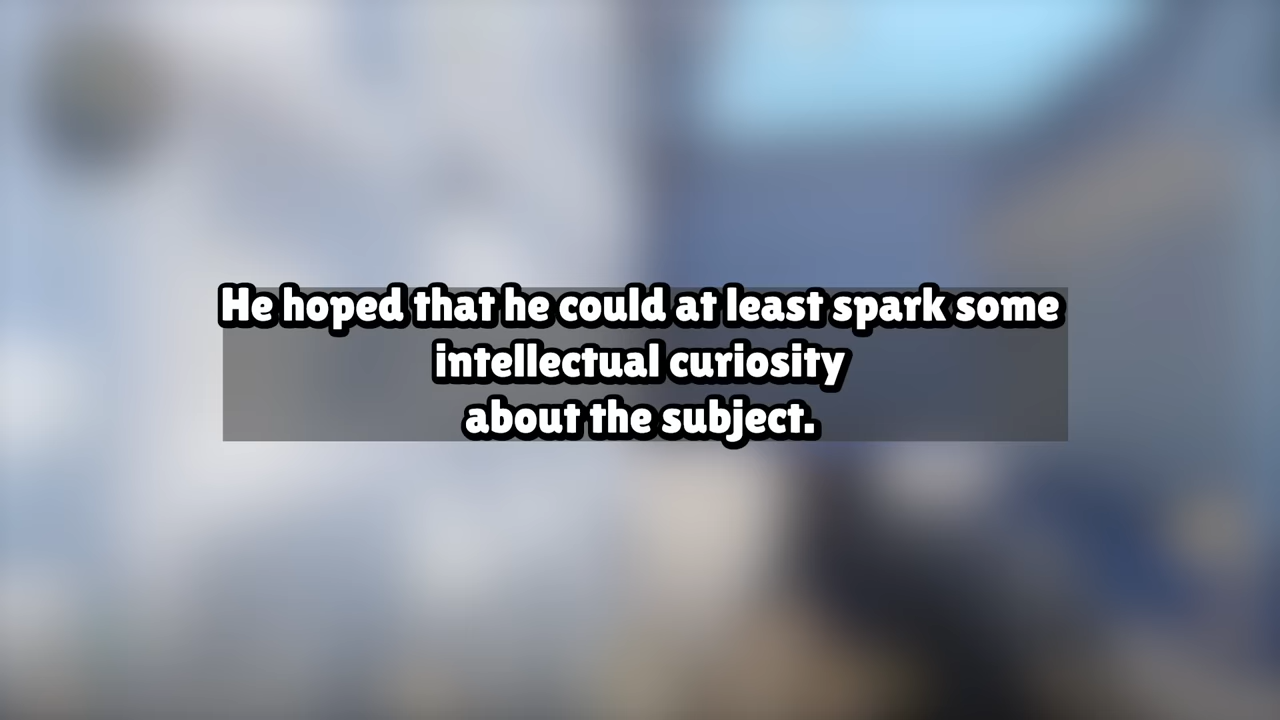 He hoped that he could at least spark some
intellectual curiosity
about the subject.